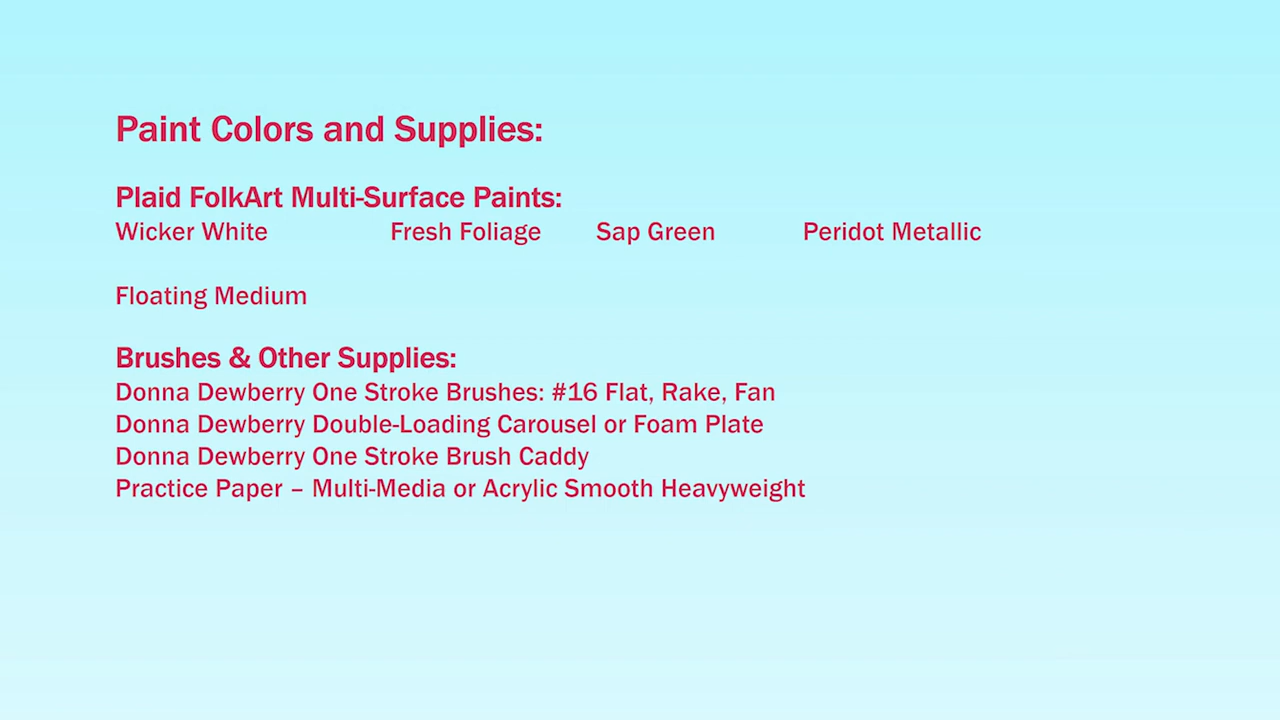 Paint Colors and Supplies:
Plaid FolkArt Multi-Surface Paints:
Wicker White Fresh Foliage Sap Green Peridot Metallic
Floating Medium
Brushes & Other Supplies:
Donna Dewberry One Stroke Brushes: #16 Flat, Rake, Fan
Donna Dewberry Double-Loading Carousel or Foam Plate
Donna Dewberry One Stroke Brush Caddy
Practice Paper – Multi-Media or Acrylic Smooth Heavyweight